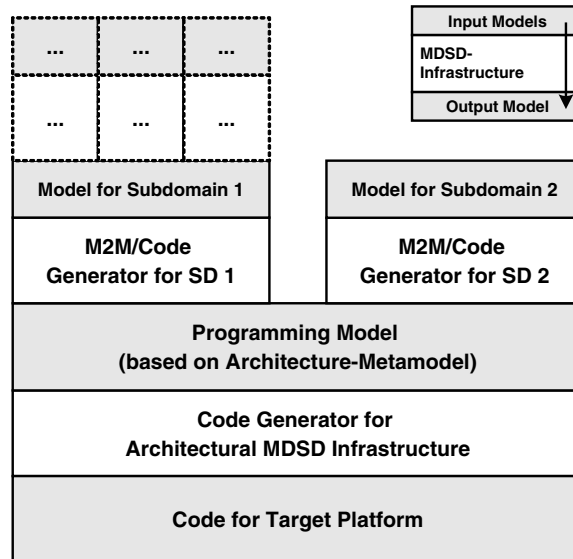 ... ... ...
... ... ...
Input Models
MDSD-
Infrastructure
Output Model
Model for Subdomain 1
Model for Subdomain 2
M2M/Code
Generator for SD 1
M2M/Code
Generator for SD 2
Programming Model
(based on Architecture-Metamodel)
Code Generator for
Architectural MDSD Infrastructure
Code for Target Platform